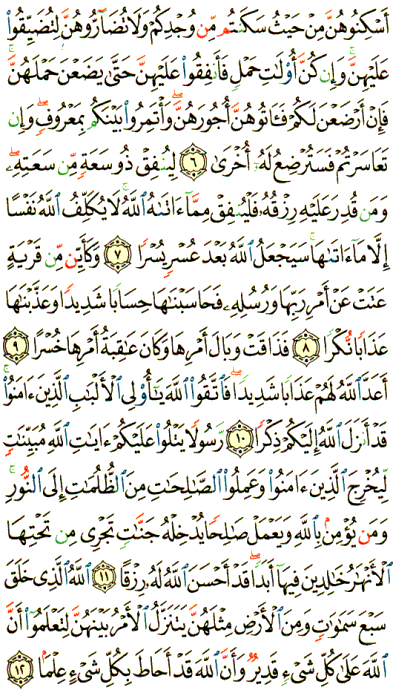 أَسْكِنُوهُنَّ مِنْ حَيْثُ سَكَنتُم مِّن وُجْدِكُمْ وَلَا تُضَآرُّوهُنَّ لِتُضَيِّقُوا۟
عَلَيْهِنَّ ۚ وَإِن كُنَّ أُو۟لَٰتِ حَمْلٍ فَأَنفِقُوا۟ عَلَيْهِنَّ حَتَّىٰ يَضَعْنَ حَمْلَهُنَّ ۚ
فَإِنْ أَرْضَعْنَ لَكُمْ فَـَٔاتُوهُنَّ أُجُورَهُنَّ ۖ وَأْتَمِرُوا۟ بَيْنَكُم بِمَعْرُوفٍ ۖ وَإِن
تَعَاسَرْتُمْ فَسَتُرْضِعُ لَهُۥٓ أُخْرَىٰ ٦ لِيُنفِقْ ذُو سَعَةٍ مِّن سَعَتِهِۦ ۖ
وَمَن قُدِرَ عَلَيْهِ رِزْقُهُۥ فَلْيُنفِقْ مِمَّآ ءَاتَىٰهُ ٱللَّهُ ۚ لَا يُكَلِّفُ ٱللَّهُ نَفْسًا
إِلَّا مَآ ءَاتَىٰهَا ۚ سَيَجْعَلُ ٱللَّهُ بَعْدَ عُسْرٍ يُسْرًا ٧ وَكَأَيِّن مِّن قَرْيَةٍ
عَتَتْ عَنْ أَمْرِ رَبِّهَا وَرُسُلِهِۦ فَحَاسَبْنَٰهَا حِسَابًا شَدِيدًا وَعَذَّبْنَٰهَا
عَذَابًا نُّكْرًا ٨ فَذَاقَتْ وَبَالَ أَمْرِهَا وَكَانَ عَٰقِبَةُ أَمْرِهَا خُسْرًا ٩
أَعَدَّ ٱللَّهُ لَهُمْ عَذَابًا شَدِيدًا ۖ فَٱتَّقُوا۟ ٱللَّهَ يَٰٓأُو۟لِى ٱلْأَلْبَٰبِ ٱلَّذِينَ ءَامَنُوا۟ ۚ
قَدْ أَنزَلَ ٱللَّهُ إِلَيْكُمْ ذِكْرًا ١٠ رَّسُولًا يَتْلُوا۟ عَلَيْكُمْ ءَايَٰتِ ٱللَّهِ مُبَيِّنَٰتٍ
لِّيُخْرِجَ ٱلَّذِينَ ءَامَنُوا۟ وَعَمِلُوا۟ ٱلصَّٰلِحَٰتِ مِنَ ٱلظُّلُمَٰتِ إِلَى ٱلنُّورِ ۚ
وَمَن يُؤْمِنۢ بِٱللَّهِ وَيَعْمَلْ صَٰلِحًا يُدْخِلْهُ جَنَّٰتٍ تَجْرِى مِن تَحْتِهَا
ٱلْأَنْهَٰرُ خَٰلِدِينَ فِيهَآ أَبَدًا ۖ قَدْ أَحْسَنَ ٱللَّهُ لَهُۥ رِزْقًا ١١ ٱللَّهُ ٱلَّذِى خَلَقَ
سَبْعَ سَمَٰوَٰتٍ وَمِنَ ٱلْأَرْضِ مِثْلَهُنَّ يَتَنَزَّلُ ٱلْأَمْرُ بَيْنَهُنَّ لِتَعْلَمُوٓا۟ أَنَّ
ٱللَّهَ عَلَىٰ كُلِّ شَىْءٍ قَدِيرٌ وَأَنَّ ٱللَّهَ قَدْ أَحَاطَ بِكُلِّ شَىْءٍ عِلْمًۢا ١٢